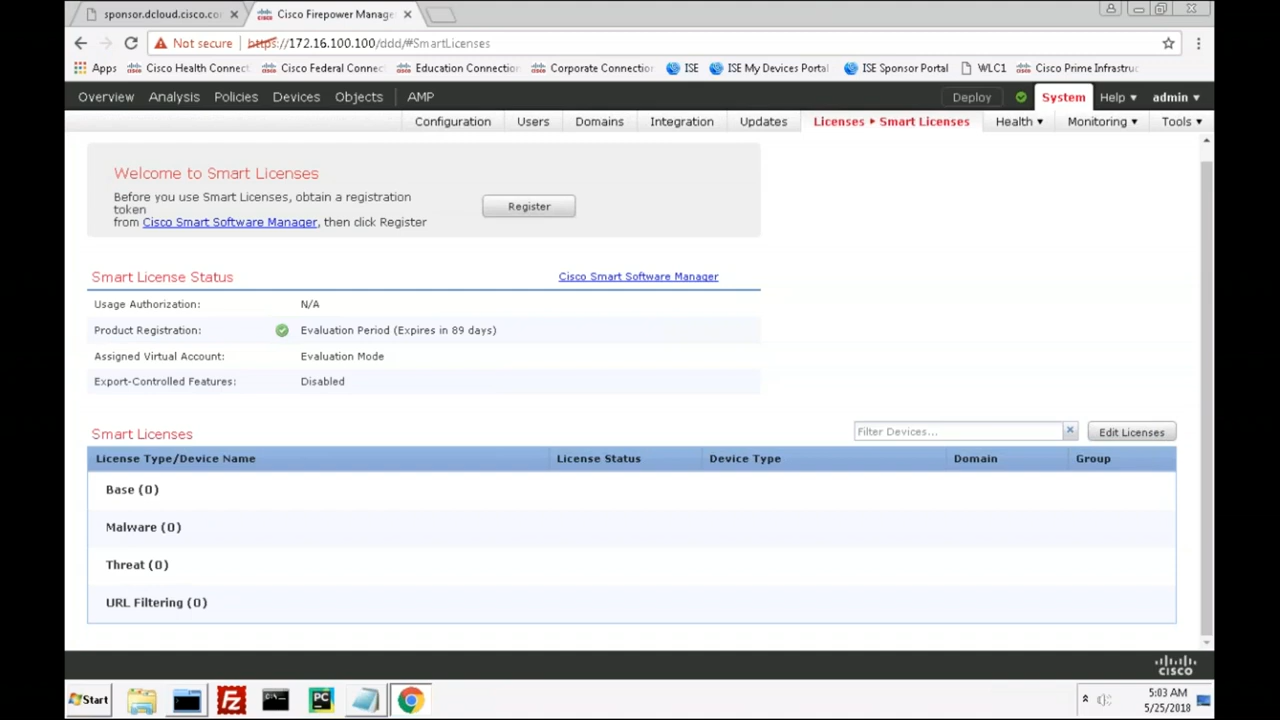 sponsor.dcloud.cisco.co
Cisco Firepower Manage
Not secure
https://172.16.100.100/ddd/#SmartLicenses
Apps
Cisco Health Connect
Cisco Federal Connec
Education Connection
Corporate Connection
ISE
ISE My Devices Portal
ISE Sponsor Portal
WLC1
Cisco Prime Infrastruc
Overview Analysis Policies Devices Objects AMP Deploy System Help admin
Configuration Users Domains Integration Updates Licenses ▸ Smart Licenses Health Monitoring Tools
Welcome to Smart Licenses
Before you use Smart Licenses, obtain a registration
token
from Cisco Smart Software Manager, then click Register
Register
Smart License Status
Cisco Smart Software Manager
Usage Authorization: N/A
Product Registration: Evaluation Period (Expires in 89 days)
Assigned Virtual Account: Evaluation Mode
Export-Controlled Features: Disabled
Smart Licenses
Filter Devices...
Edit Licenses
License Type/Device Name License Status Device Type Domain Group
Base (0)
Malware (0)
Threat (0)
URL Filtering (0)
CISCO
Start
PC
5:03 AM
5/25/2018